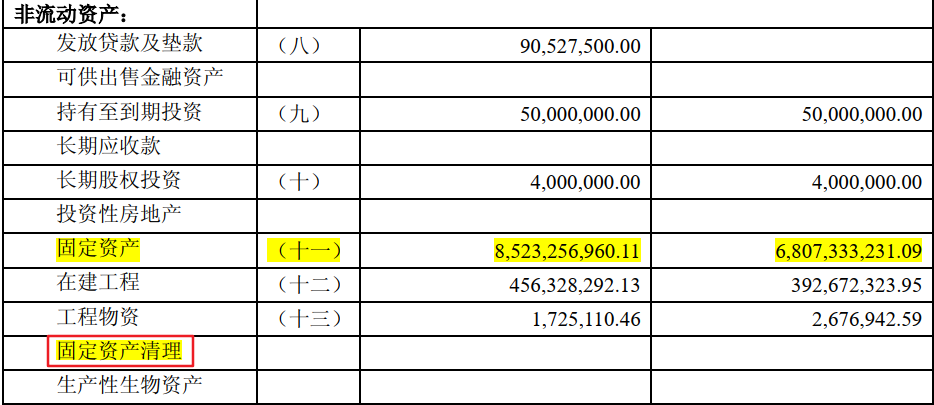 非流动资产：
发放贷款及垫款 （八） 90,527,500.00
可供出售金融资产
持有至到期投资 （九） 50,000,000.00 50,000,000.00
长期应收款
长期股权投资 （十） 4,000,000.00 4,000,000.00
投资性房地产
固定资产 （十一） 8,523,256,960.11 6,807,333,231.09
在建工程 （十二） 456,328,292.13 392,672,323.95
工程物资 （十三） 1,725,110.46 2,676,942.59
固定资产清理
生产性生物资产